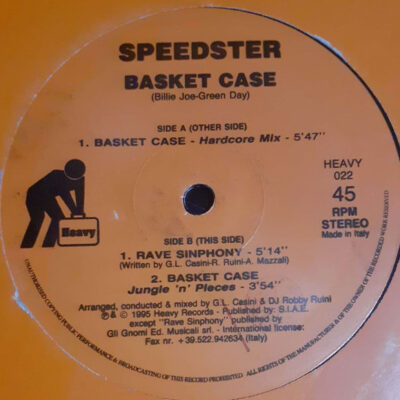 SPEEDSTER
BASKET CASE
(Billie Joe-Green Day)
SIDE A (OTHER SIDE)
1. BASKET CASE - Hardcore Mix - 5'47"
HEAVY
022
45
RPM
STEREO
Made in Italy
Heavy
SIDE B (THIS SIDE)
1. RAVE SINPHONY - 5'14"
(Written by G.L. Casini-R. Ruini-A. Mazzali)
2. BASKET CASE
Jungle 'n' Pieces - 3'54"
Arranged, conducted & mixed by G.L. Casini & DJ Robby Ruini
℗ & © 1995 Heavy Records - Published by: S.I.A.E.
except "Rave Sinphony" published by
Gli Gnomi Ed. Musicali srl. - International license:
Fax nr. +39.522.942634 (Italy)
UNAUTHORIZED COPYING PUBLIC PERFORMANCE & BROADCASTING OF THIS RECORD PROHIBITED. ALL RIGHTS OF THE MANUFACTURER & OF THE OWNER OF THE RECORDED WORK RESERVED